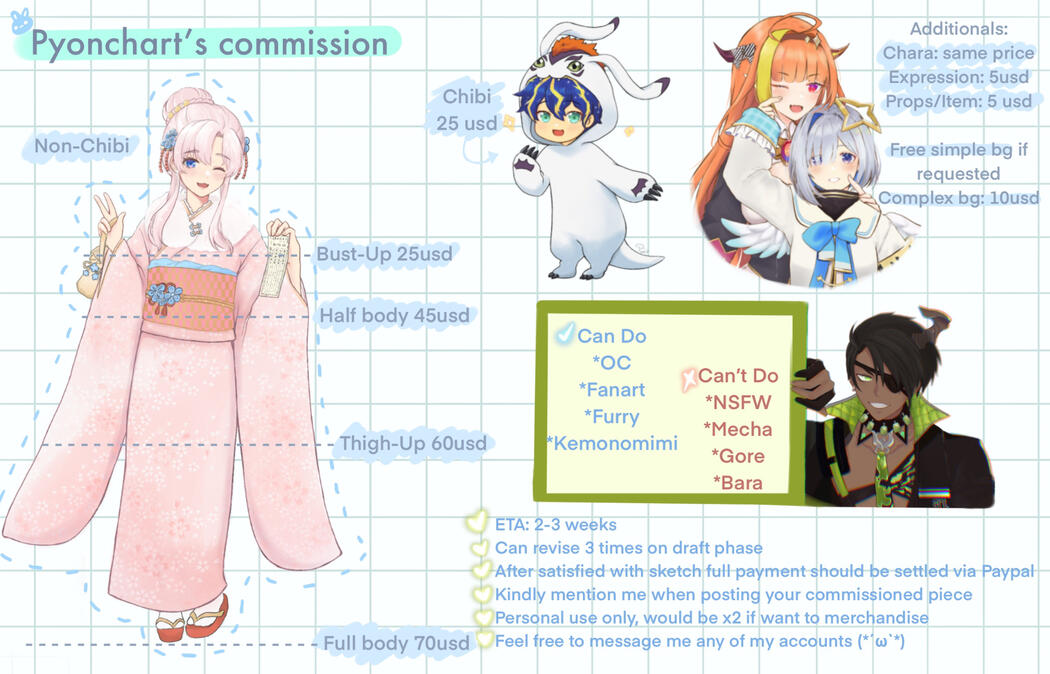 Pyonchart's commission
Non-Chibi
Bust-Up 25usd
Half body 45usd
Thigh-Up 60usd
Full body 70usd
Chibi
25 usd
Additionals:
Chara: same price
Expression: 5usd
Props/Item: 5 usd
Free simple bg if
requested
Complex bg: 10usd
Can Do
*OC
*Fanart
*Furry
*Kemonomimi
Can't Do
*NSFW
*Mecha
*Gore
*Bara
ETA: 2-3 weeks
Can revise 3 times on draft phase
After satisfied with sketch full payment should be settled via Paypal
Kindly mention me when posting your commissioned piece
Personal use only, would be x2 if want to merchandise
Feel free to message me any of my accounts (*´ω`*)